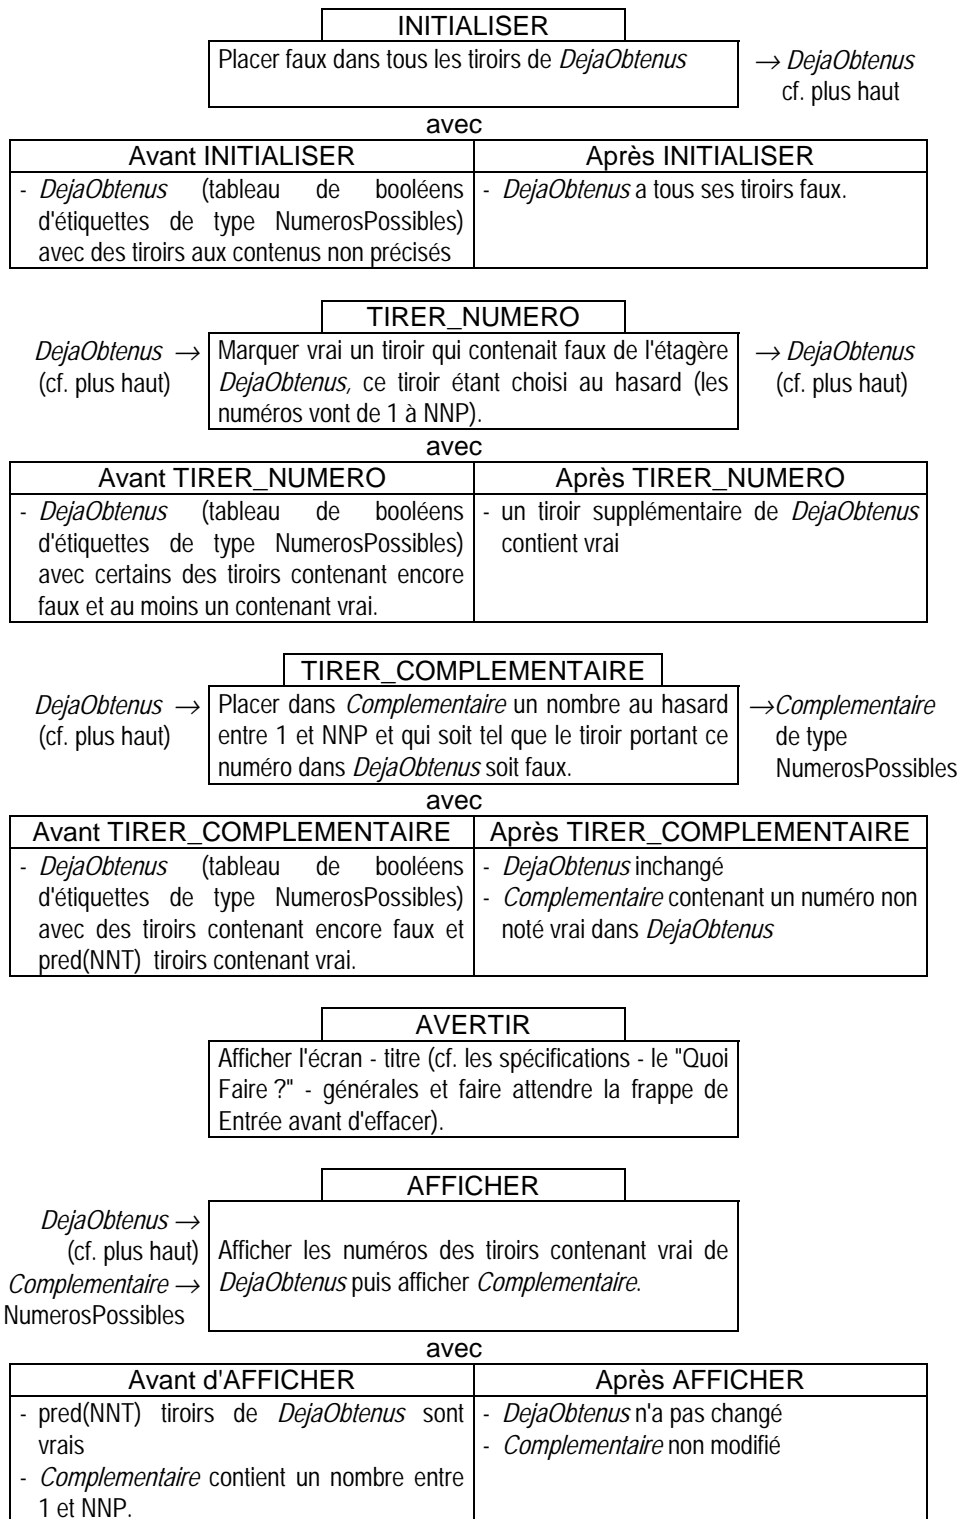 INITIALISER
Placer faux dans tous les tiroirs de DejaObtenus
→ DejaObtenus
cf. plus haut
avec
Avant INITIALISER
- DejaObtenus (tableau de booléens
d'étiquettes de type NumerosPossibles)
avec des tiroirs aux contenus non précisés
Après INITIALISER
- DejaObtenus a tous ses tiroirs faux.
TIRER_NUMERO
DejaObtenus →
(cf. plus haut)
Marquer vrai un tiroir qui contenait faux de l'étagère
DejaObtenus, ce tiroir étant choisi au hasard (les
numéros vont de 1 à NNP).
→ DejaObtenus
(cf. plus haut)
avec
Avant TIRER_NUMERO
- DejaObtenus (tableau de booléens
d'étiquettes de type NumerosPossibles)
avec certains des tiroirs contenant encore
faux et au moins un contenant vrai.
Après TIRER_NUMERO
- un tiroir supplémentaire de DejaObtenus
contient vrai
TIRER_COMPLEMENTAIRE
DejaObtenus →
(cf. plus haut)
Placer dans Complementaire un nombre au hasard
entre 1 et NNP et qui soit tel que le tiroir portant ce
numéro dans DejaObtenus soit faux.
→Complementaire
de type
NumerosPossibles
avec
Avant TIRER_COMPLEMENTAIRE
- DejaObtenus (tableau de booléens
d'étiquettes de type NumerosPossibles)
avec des tiroirs contenant encore faux et
pred(NNT) tiroirs contenant vrai.
Après TIRER_COMPLEMENTAIRE
- DejaObtenus inchangé
- Complementaire contenant un numéro non
noté vrai dans DejaObtenus
AVERTIR
Afficher l'écran - titre (cf. les spécifications - le "Quoi
Faire ?" - générales et faire attendre la frappe de
Entrée avant d'effacer).
AFFICHER
DejaObtenus →
(cf. plus haut)
Complementaire →
NumerosPossibles
Afficher les numéros des tiroirs contenant vrai de
DejaObtenus puis afficher Complementaire.
avec
Avant d'AFFICHER
- pred(NNT) tiroirs de DejaObtenus sont
vrais
- Complementaire contient un nombre entre
1 et NNP.
Après AFFICHER
- DejaObtenus n'a pas changé
- Complementaire non modifié